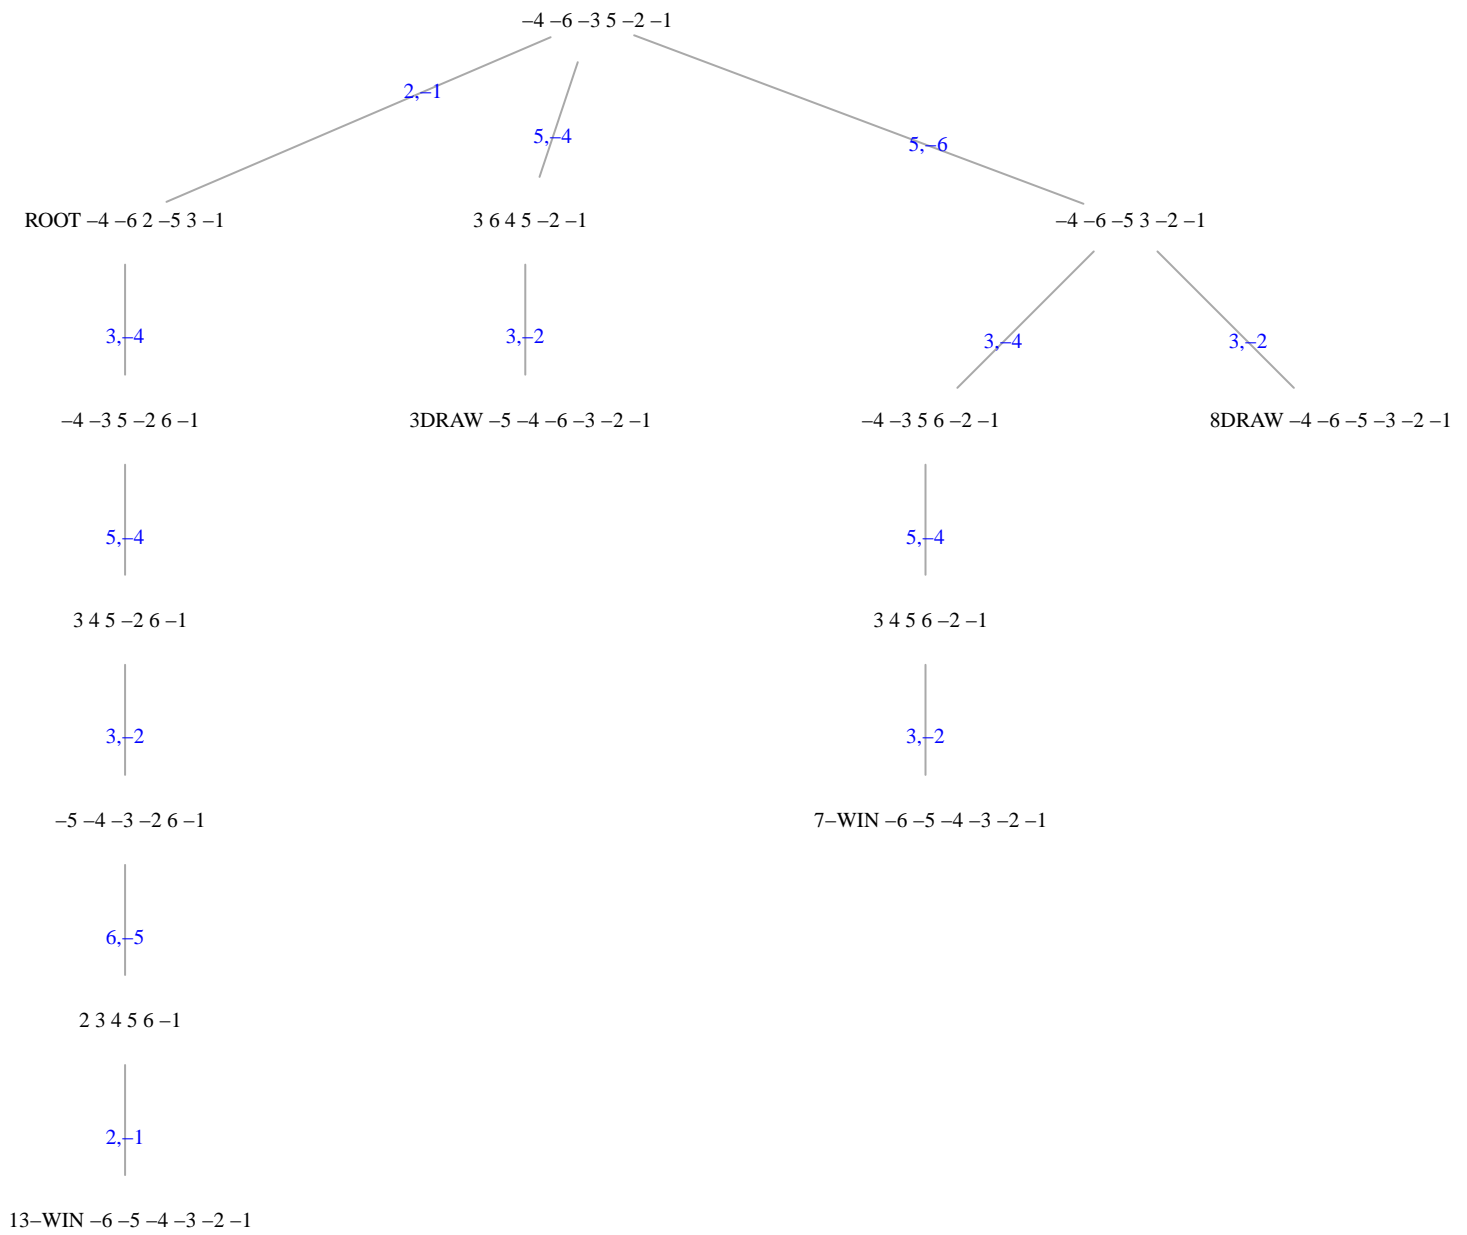 –4 –6 –3 5 –2 –1
2,–1
5,–4
5,–6
ROOT –4 –6 2 –5 3 –1
3 6 4 5 –2 –1
–4 –6 –5 3 –2 –1
3,–4
3,–2
3,–4
3,–2
–4 –3 5 –2 6 –1
3DRAW –5 –4 –6 –3 –2 –1
–4 –3 5 6 –2 –1
8DRAW –4 –6 –5 –3 –2 –1
5,–4
5,–4
3 4 5 –2 6 –1
3 4 5 6 –2 –1
3,–2
3,–2
–5 –4 –3 –2 6 –1
7–WIN –6 –5 –4 –3 –2 –1
6,–5
2 3 4 5 6 –1
2,–1
13–WIN –6 –5 –4 –3 –2 –1